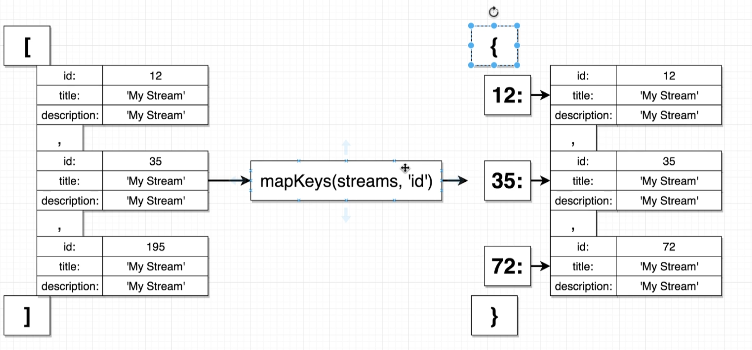 [
id: 12
title: 'My Stream'
description: 'My Stream'
,
id: 35
title: 'My Stream'
description: 'My Stream'
,
id: 195
title: 'My Stream'
description: 'My Stream'
]
mapKeys(streams, 'id')
{
12:
id: 12
title: 'My Stream'
description: 'My Stream'
,
35:
id: 35
title: 'My Stream'
description: 'My Stream'
,
72:
id: 72
title: 'My Stream'
description: 'My Stream'
}